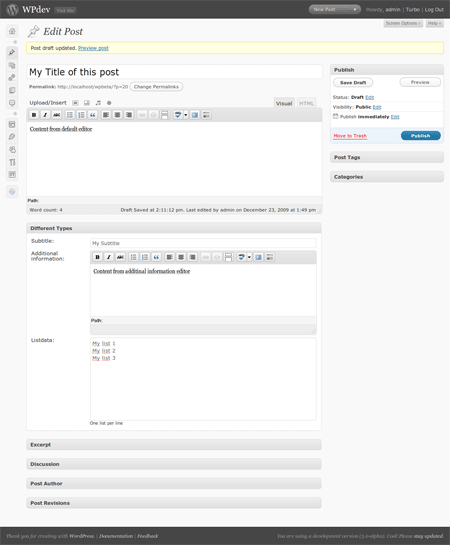 WPdev Visit Site New Post Howdy, admin | Turbo | Log Out
Screen Options Help
Edit Post
Post draft updated. Preview post
My Title of this post
Permalink: http://localhost/wpbeta/?p=20 Change Permalinks
Upload/Insert Visual HTML
B I ABC
Content from default editor
Path:
Word count: 4 Draft Saved at 2:11:12 pm. Last edited by admin on December 23, 2009 at 1:49 pm
Different Types
Subtitle: My Subtitle
Additional information:
B I ABC
Content from additinal information editor
Path:
Listdata:
My list 1
My list 2
My list 3
One list per line
Excerpt
Discussion
Post Author
Post Revisions
Publish
Save Draft Preview
Status: Draft Edit
Visibility: Public Edit
Publish immediately Edit
Move to Trash Publish
Post Tags
Categories
Thank you for creating with WordPress. | Documentation | Feedback
You are using a development version (3.0-alpha). Cool! Please stay updated.